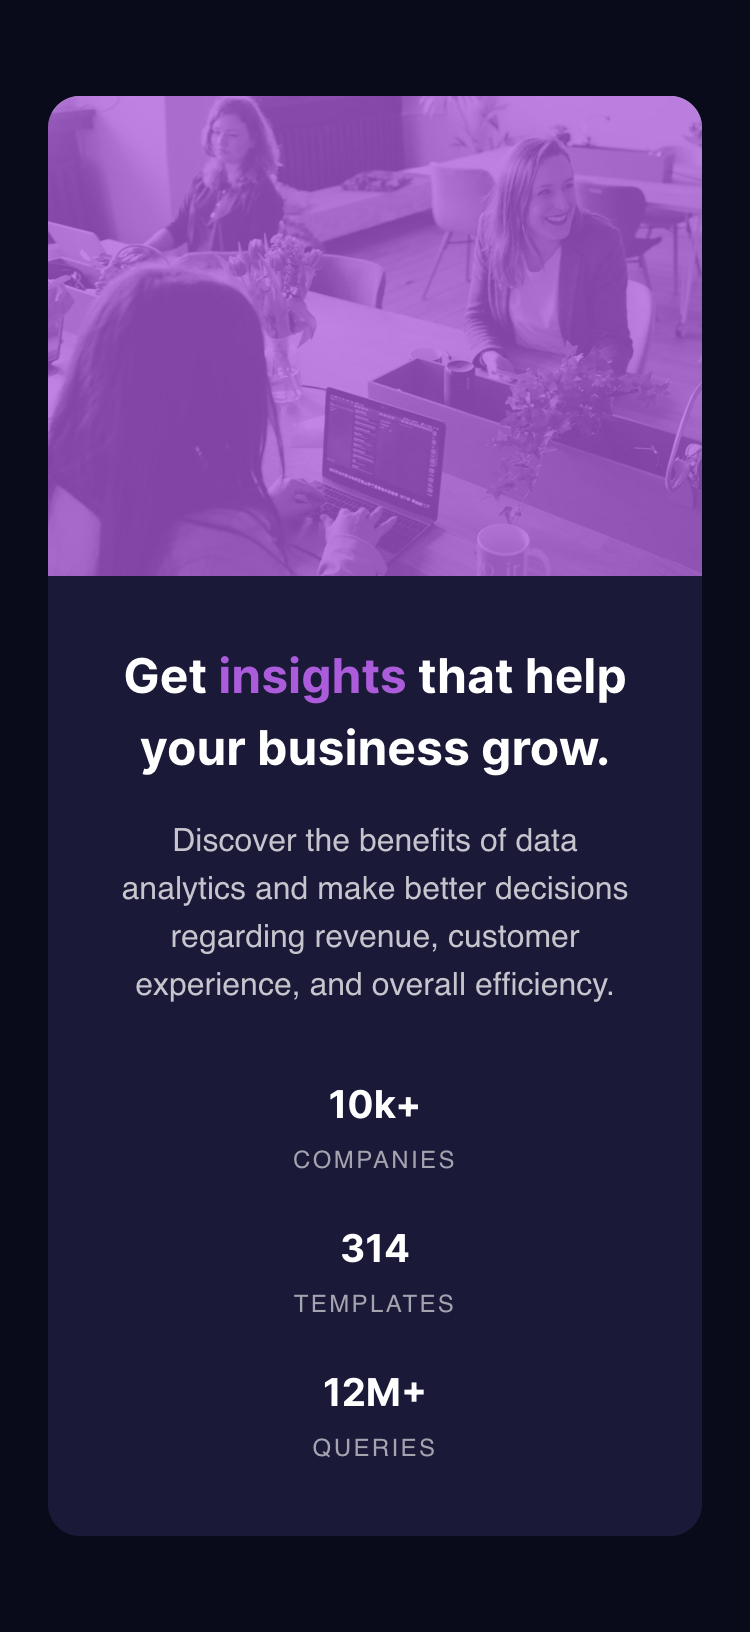 Get insights that help
your business grow.
Discover the benefits of data
analytics and make better decisions
regarding revenue, customer
experience, and overall efficiency.
10k+
COMPANIES
314
TEMPLATES
12M+
QUERIES